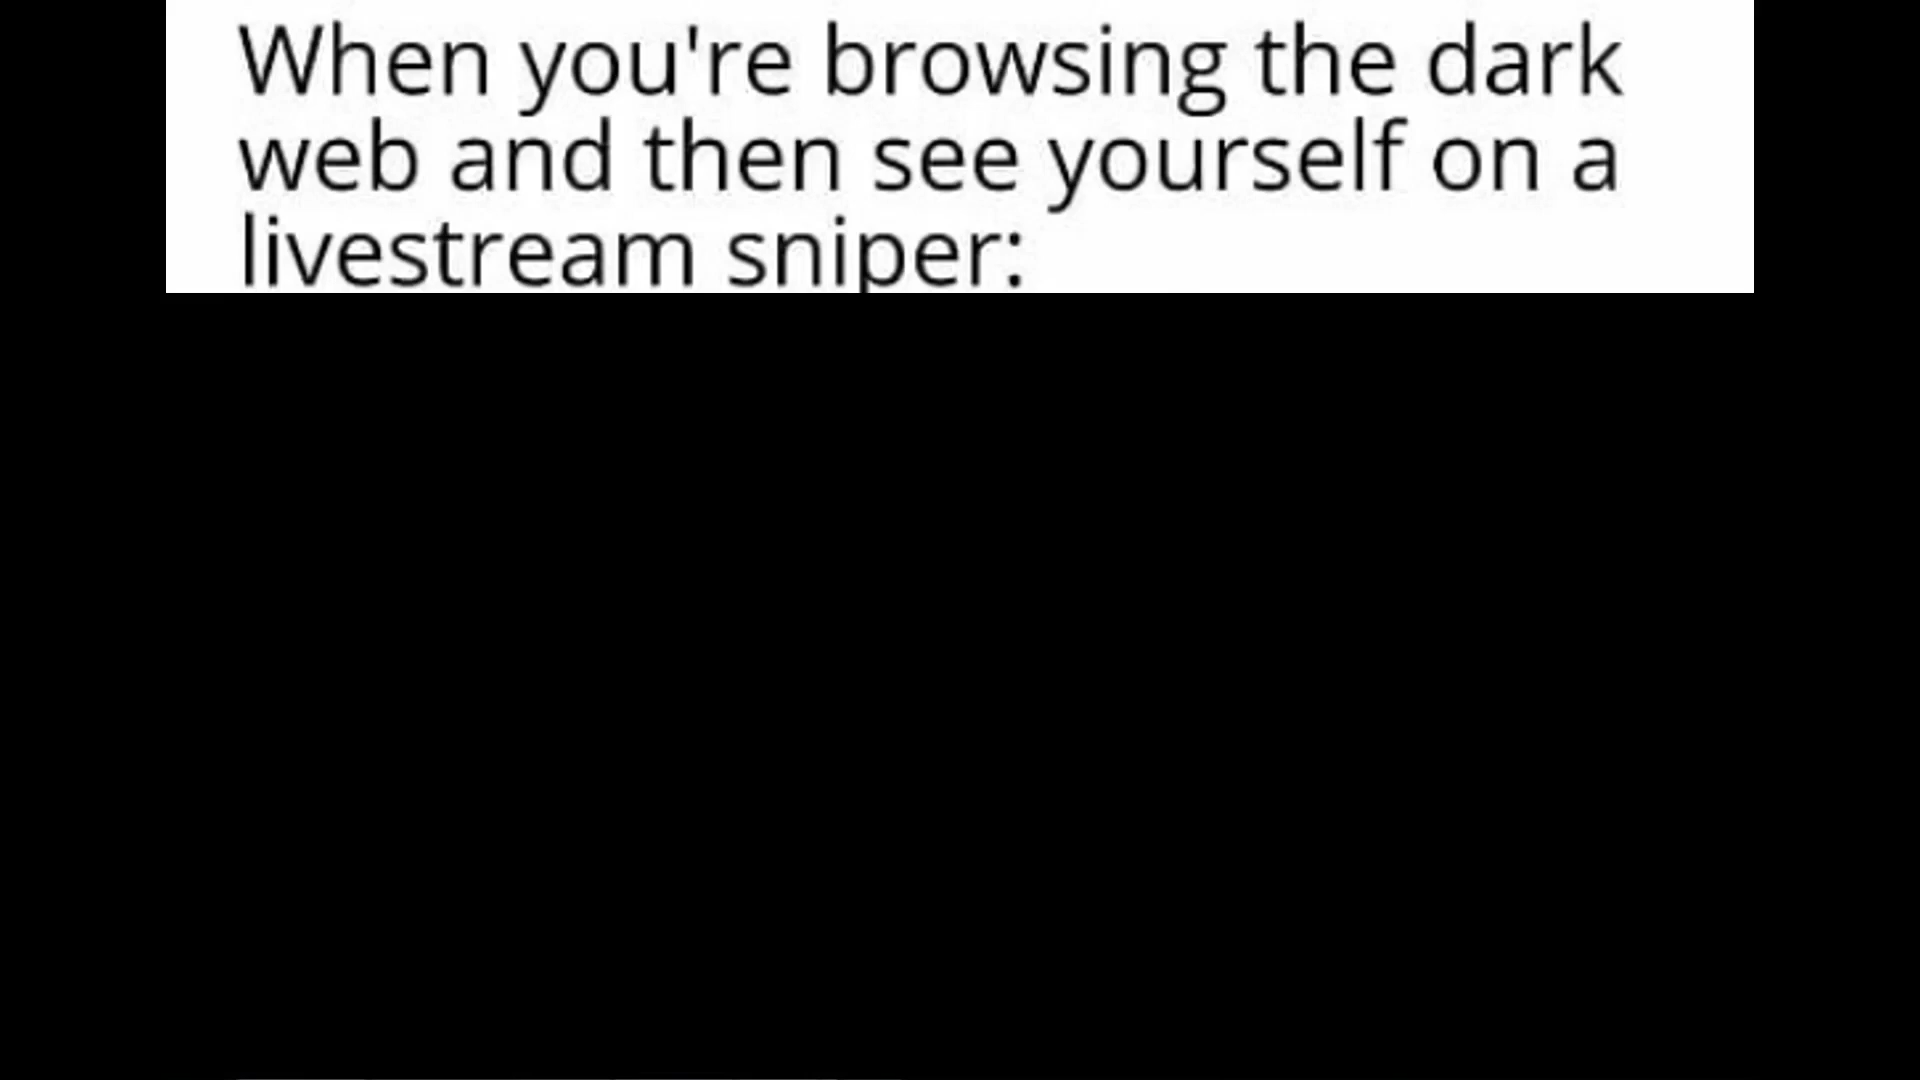 When you're browsing the dark
web and then see yourself on a
livestream sniper: